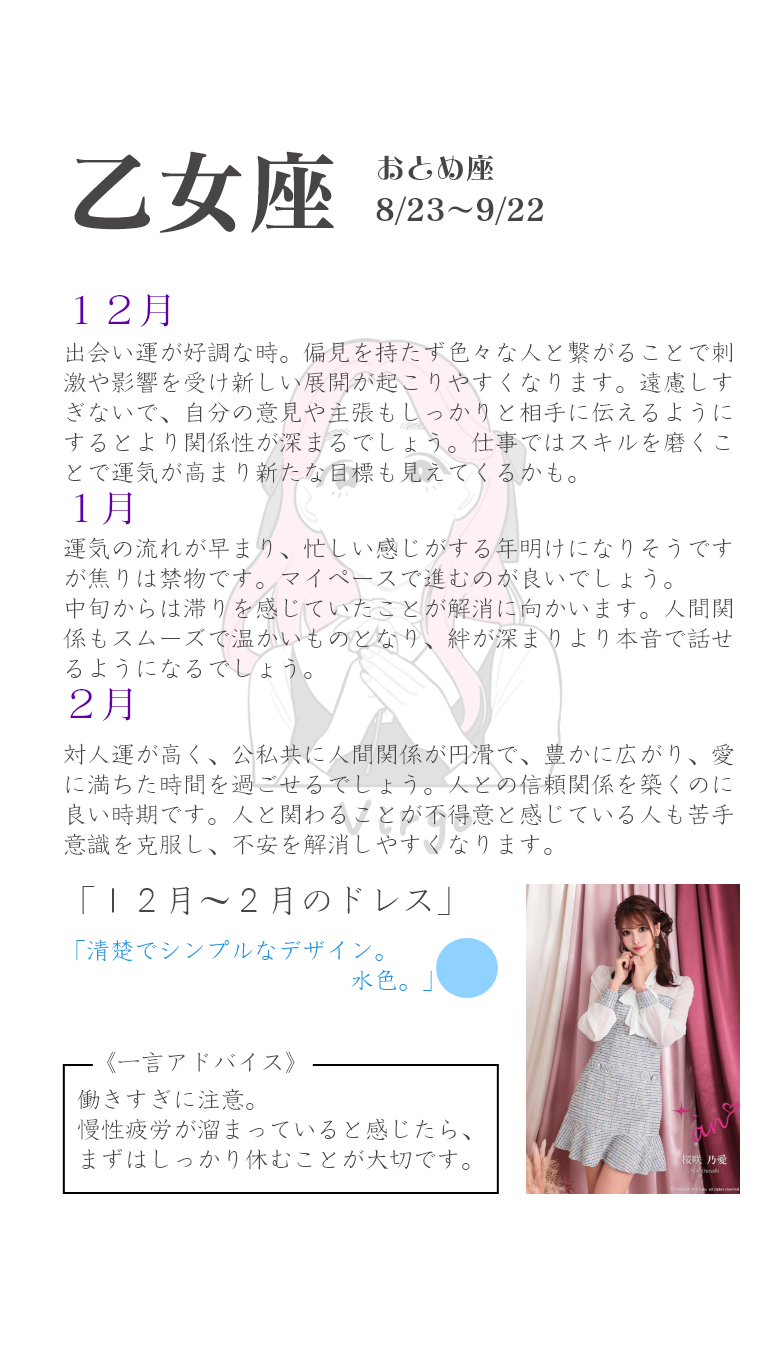 乙女座
おとめ座
8/23〜9/22
１２月
出会い運が好調な時。偏見を持たず色々な人と繋がることで刺
激や影響を受け新しい展開が起こりやすくなります。遠慮しす
ぎないで、自分の意見や主張もしっかりと相手に伝えるように
するとより関係性が深まるでしょう。仕事ではスキルを磨くこ
とで運気が高まり新たな目標も見えてくるかも。
１月
運気の流れが早まり、忙しい感じがする年明けになりそうです
が焦りは禁物です。マイペースで進むのが良いでしょう。
中旬からは滞りを感じていたことが解消に向かいます。人間関
係もスムーズで温かいものとなり、絆が深まりより本音で話せ
るようになるでしょう。
２月
対人運が高く、公私共に人間関係が円滑で、豊かに広がり、愛
に満ちた時間を過ごせるでしょう。人との信頼関係を築くのに
良い時期です。人と関わることが不得意と感じている人も苦手
意識を克服し、不安を解消しやすくなります。
Virgo
「１２月〜２月のドレス」
「清楚でシンプルなデザイン。
水色。」
《一言アドバイス》
働きすぎに注意。
慢性疲労が溜まっていると感じたら、
まずはしっかり休むことが大切です。
an
桜咲 乃愛